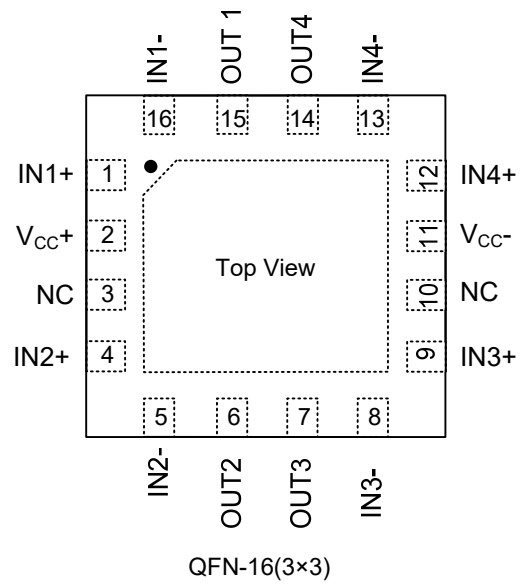 IN1-
OUT 1
OUT4
IN4-
16
15
14
13
IN1+ 1
12 IN4+
VCC+ 2
11 VCC-
NC 3
10 NC
IN2+ 4
9 IN3+
Top View
5
6
7
8
IN2-
OUT2
OUT3
IN3-
QFN-16(3×3)